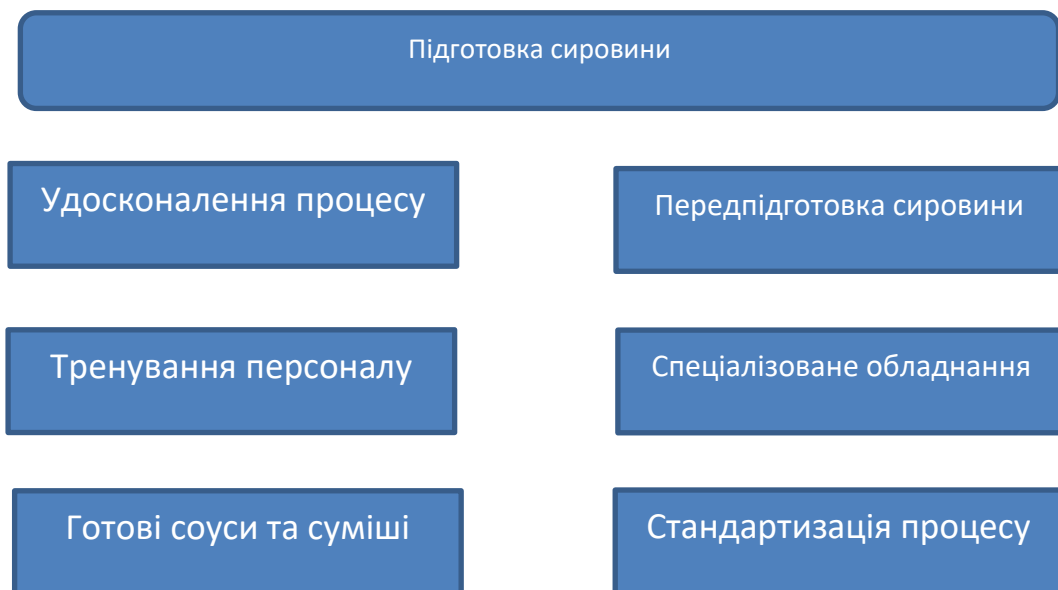 Підготовка сировини
Удосконалення процесу
Передпідготовка сировини
Тренування персоналу
Спеціалізоване обладнання
Готові соуси та суміші
Стандартизація процесу